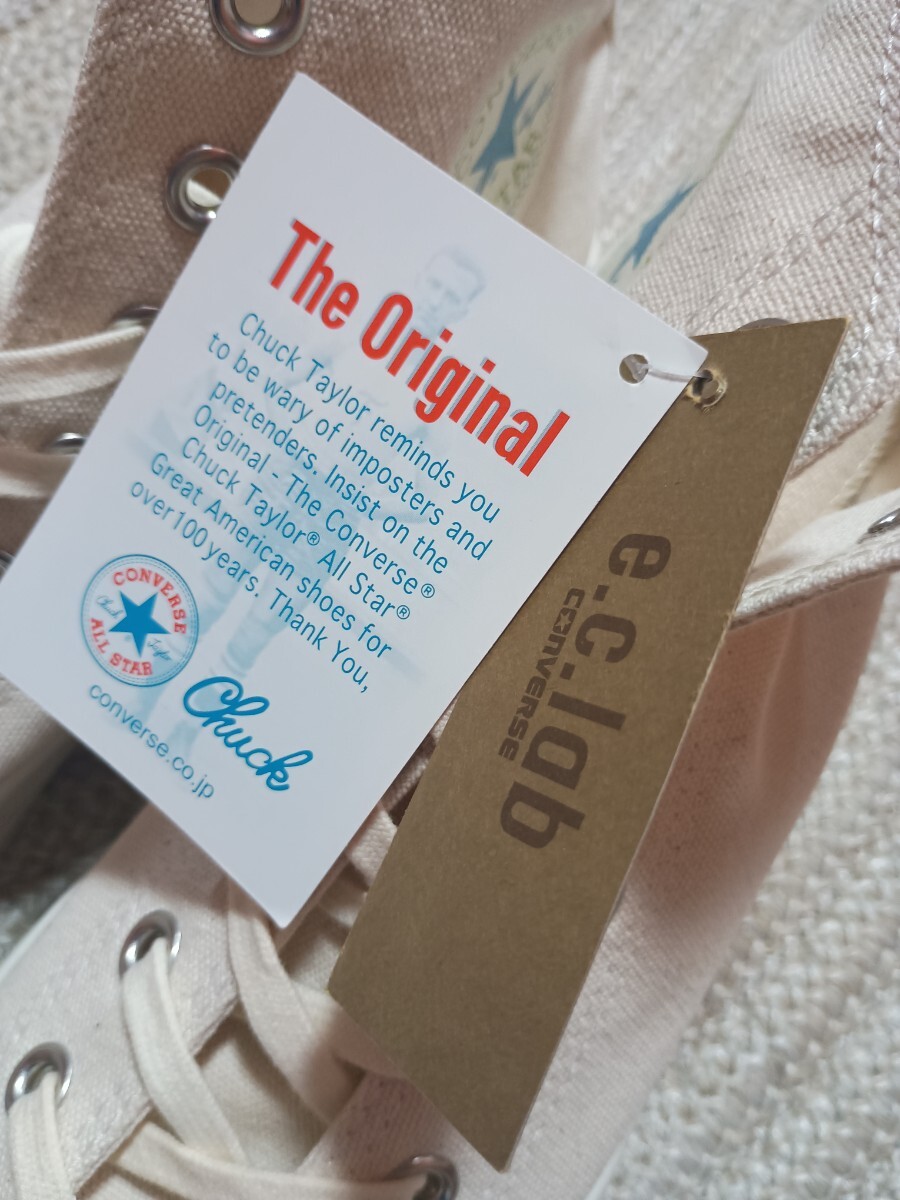 The Original
Chuck Taylor reminds you
to be wary of imposters and
pretenders. Insist on the
Original - The Converse®
Chuck Taylor® All Star®
Great American shoes for
over 100 years. Thank You,
CONVERSE
Chuck Taylor
ALL STAR
Chuck
converse.co.jp
e.c.lab
CONVERSE